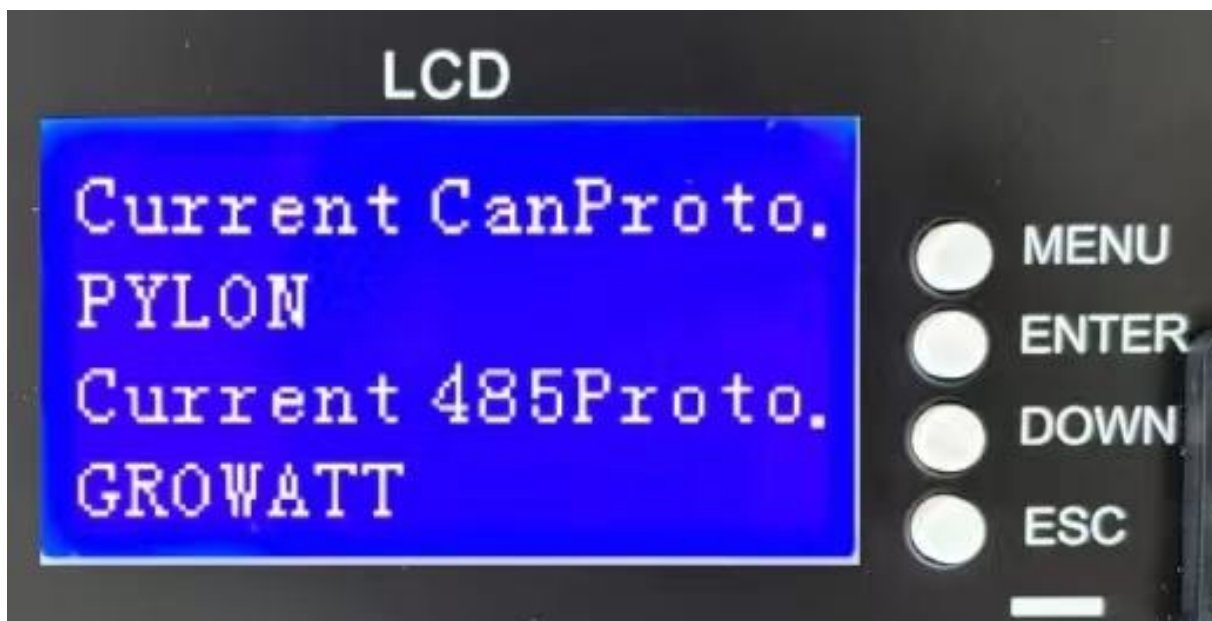 LCD
Current CanProto.
PYLON
Current 485Proto.
GROWATT
MENU
ENTER
DOWN
ESC